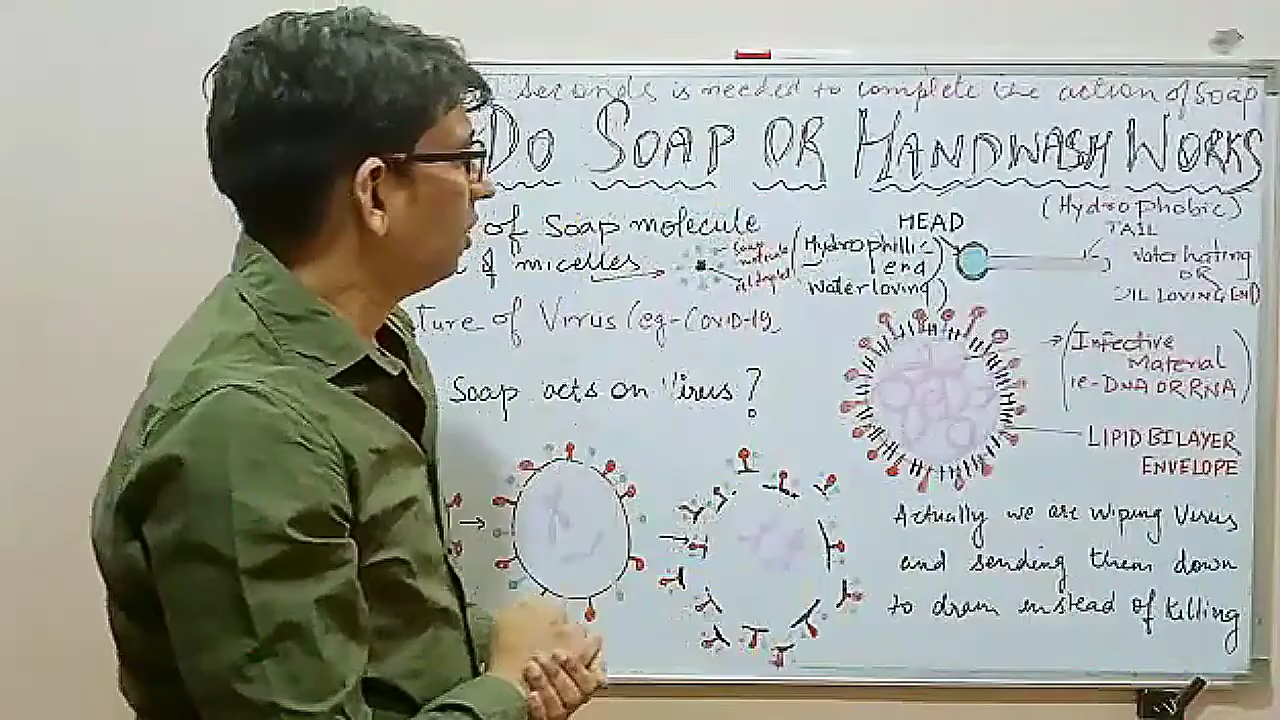 Seconds is needed to complete the action of Soap
DO SOAP OR HANDWASH WORKS
of Soap molecule
of micelles
Hydrophillic
end
water loving)
HEAD
(Hydrophobic)
TAIL
Water hating
OR
OIL LOVING END
ture of Virus (eg-COVID-19
Soap acts on Virus?
(Infective
Material
ie-DNA OR RNA)
LIPID BILAYER
ENVELOPE
Actually we are wiping Virus
and sending them down
to drain instead of killing